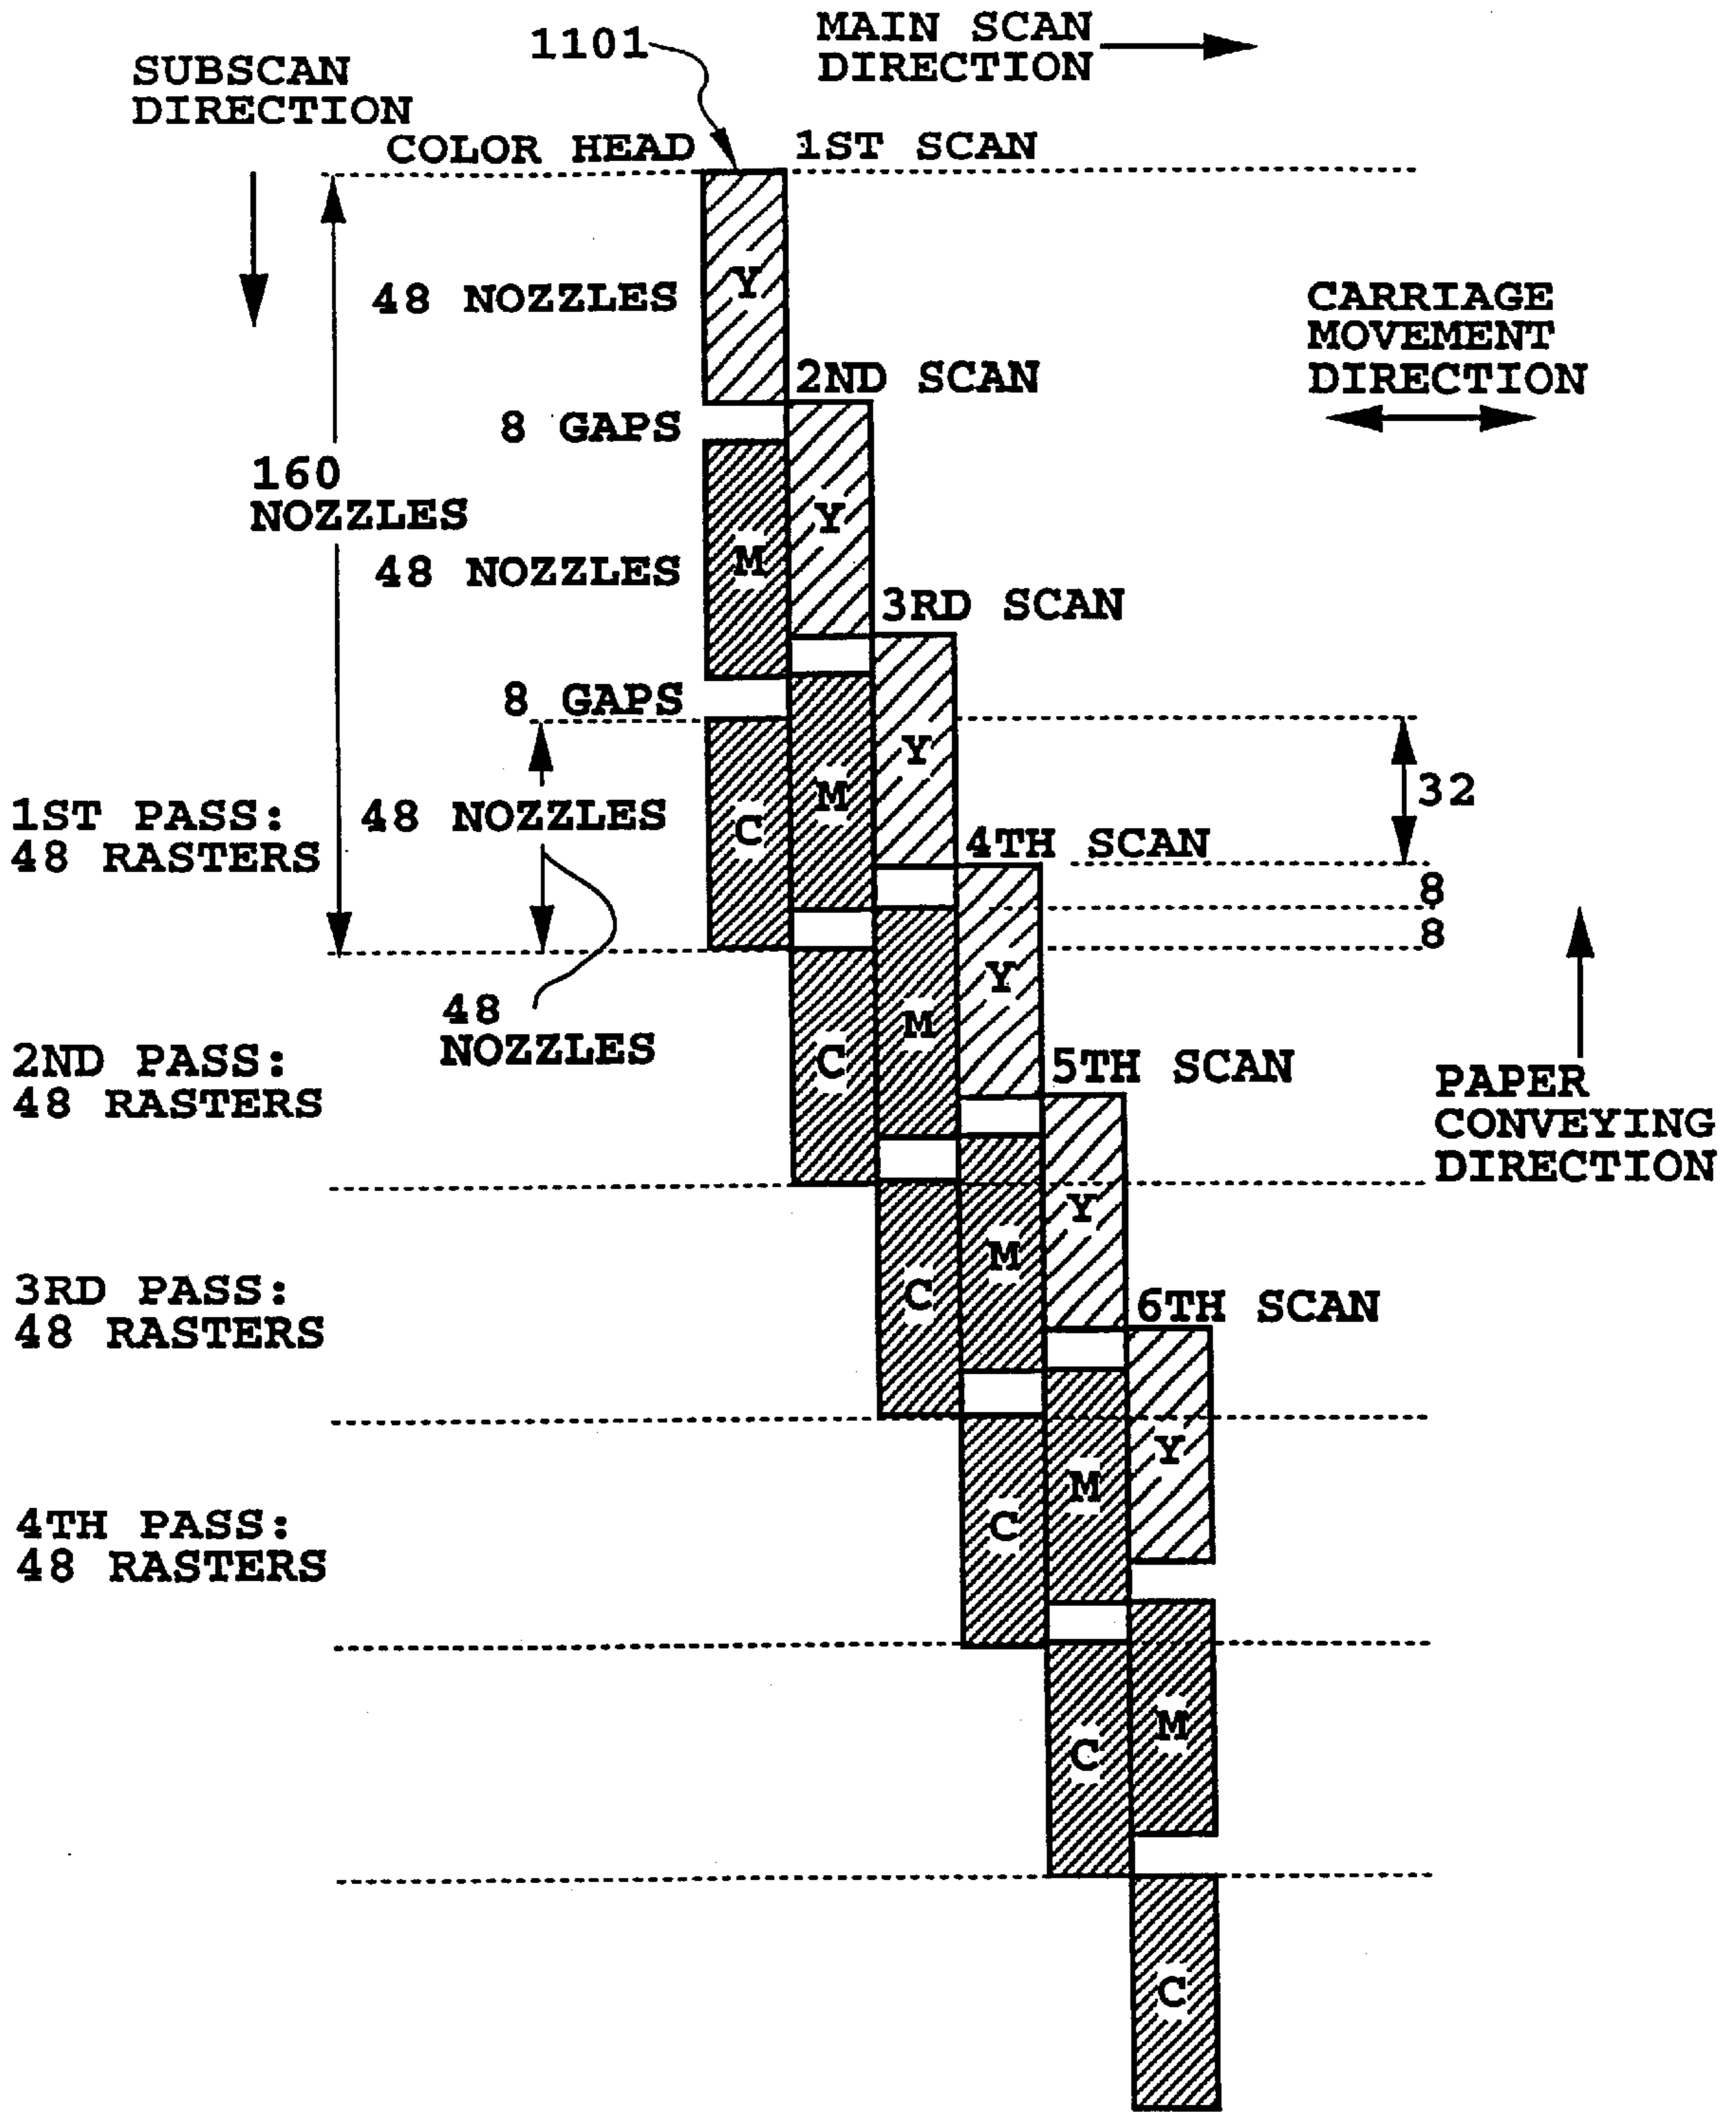 1101
MAIN SCAN
DIRECTION
SUBSCAN
DIRECTION
COLOR HEAD
1ST SCAN
Y
48 NOZZLES
CARRIAGE
MOVEMENT
DIRECTION
2ND SCAN
8 GAPS
160
NOZZLES
Y
M
48 NOZZLES
3RD SCAN
8 GAPS
Y
M
C
32
1ST PASS:
48 RASTERS
48 NOZZLES
4TH SCAN
8
8
Y
48
NOZZLES
M
C
2ND PASS:
48 RASTERS
5TH SCAN
PAPER
CONVEYING
DIRECTION
Y
M
C
3RD PASS:
48 RASTERS
6TH SCAN
Y
M
C
4TH PASS:
48 RASTERS
M
C
C